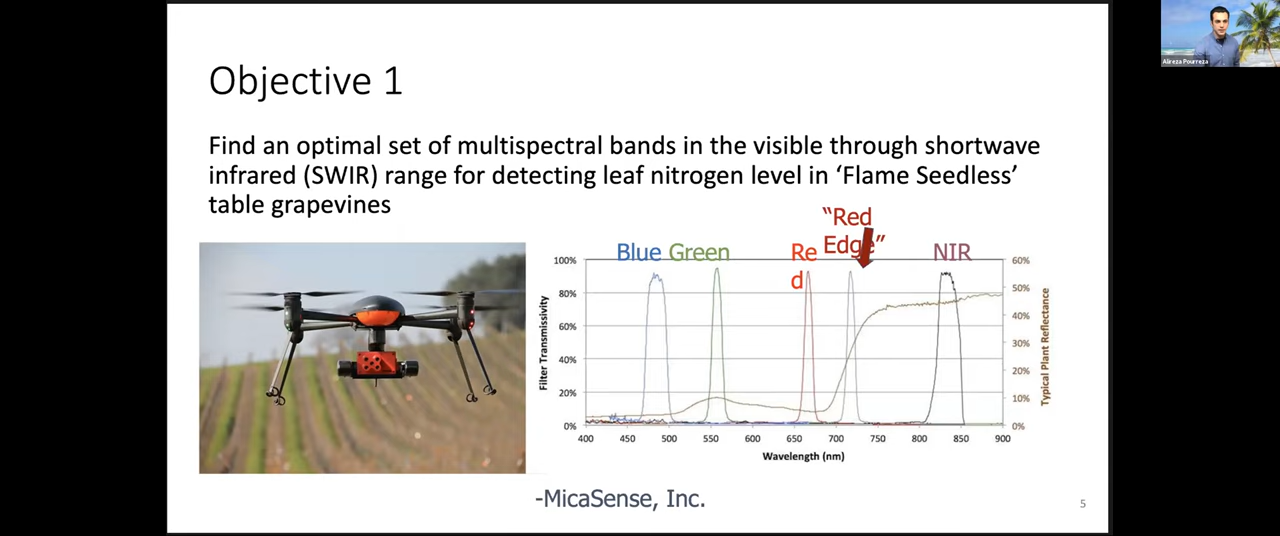 Alireza Pourreza
Objective 1
Find an optimal set of multispectral bands in the visible through shortwave
infrared (SWIR) range for detecting leaf nitrogen level in ‘Flame Seedless’
table grapevines
“Red
Edge”
Blue Green
Re
d
NIR
100%
80%
60%
40%
20%
0%
Filter Transmissivity
60%
50%
40%
30%
20%
10%
0%
Typical Plant Reflectance
400 450 500 550 600 650 700 750 800 850 900
Wavelength (nm)
-MicaSense, Inc.
5